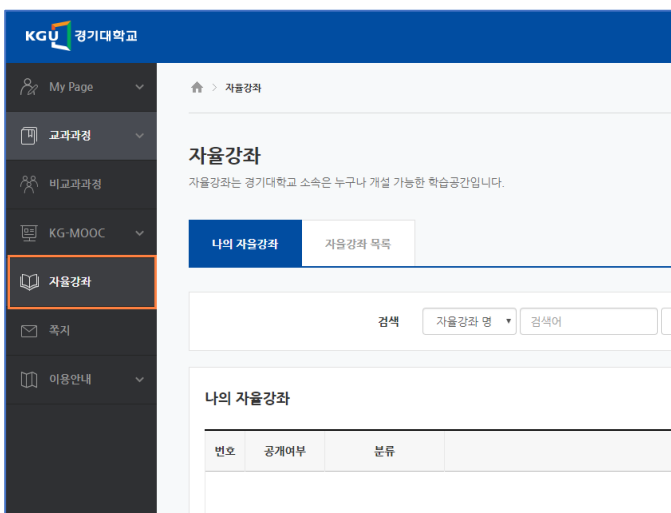 KGU 경기대학교
My Page
교과과정
비교과과정
KG-MOOC
자율강좌
쪽지
이용안내
> 자율강좌
자율강좌
자율강좌는 경기대학교 소속은 누구나 개설 가능한 학습공간입니다.
나의 자율강좌 자율강좌 목록
검색 자율강좌 명 검색어
나의 자율강좌
번호 공개여부 분류